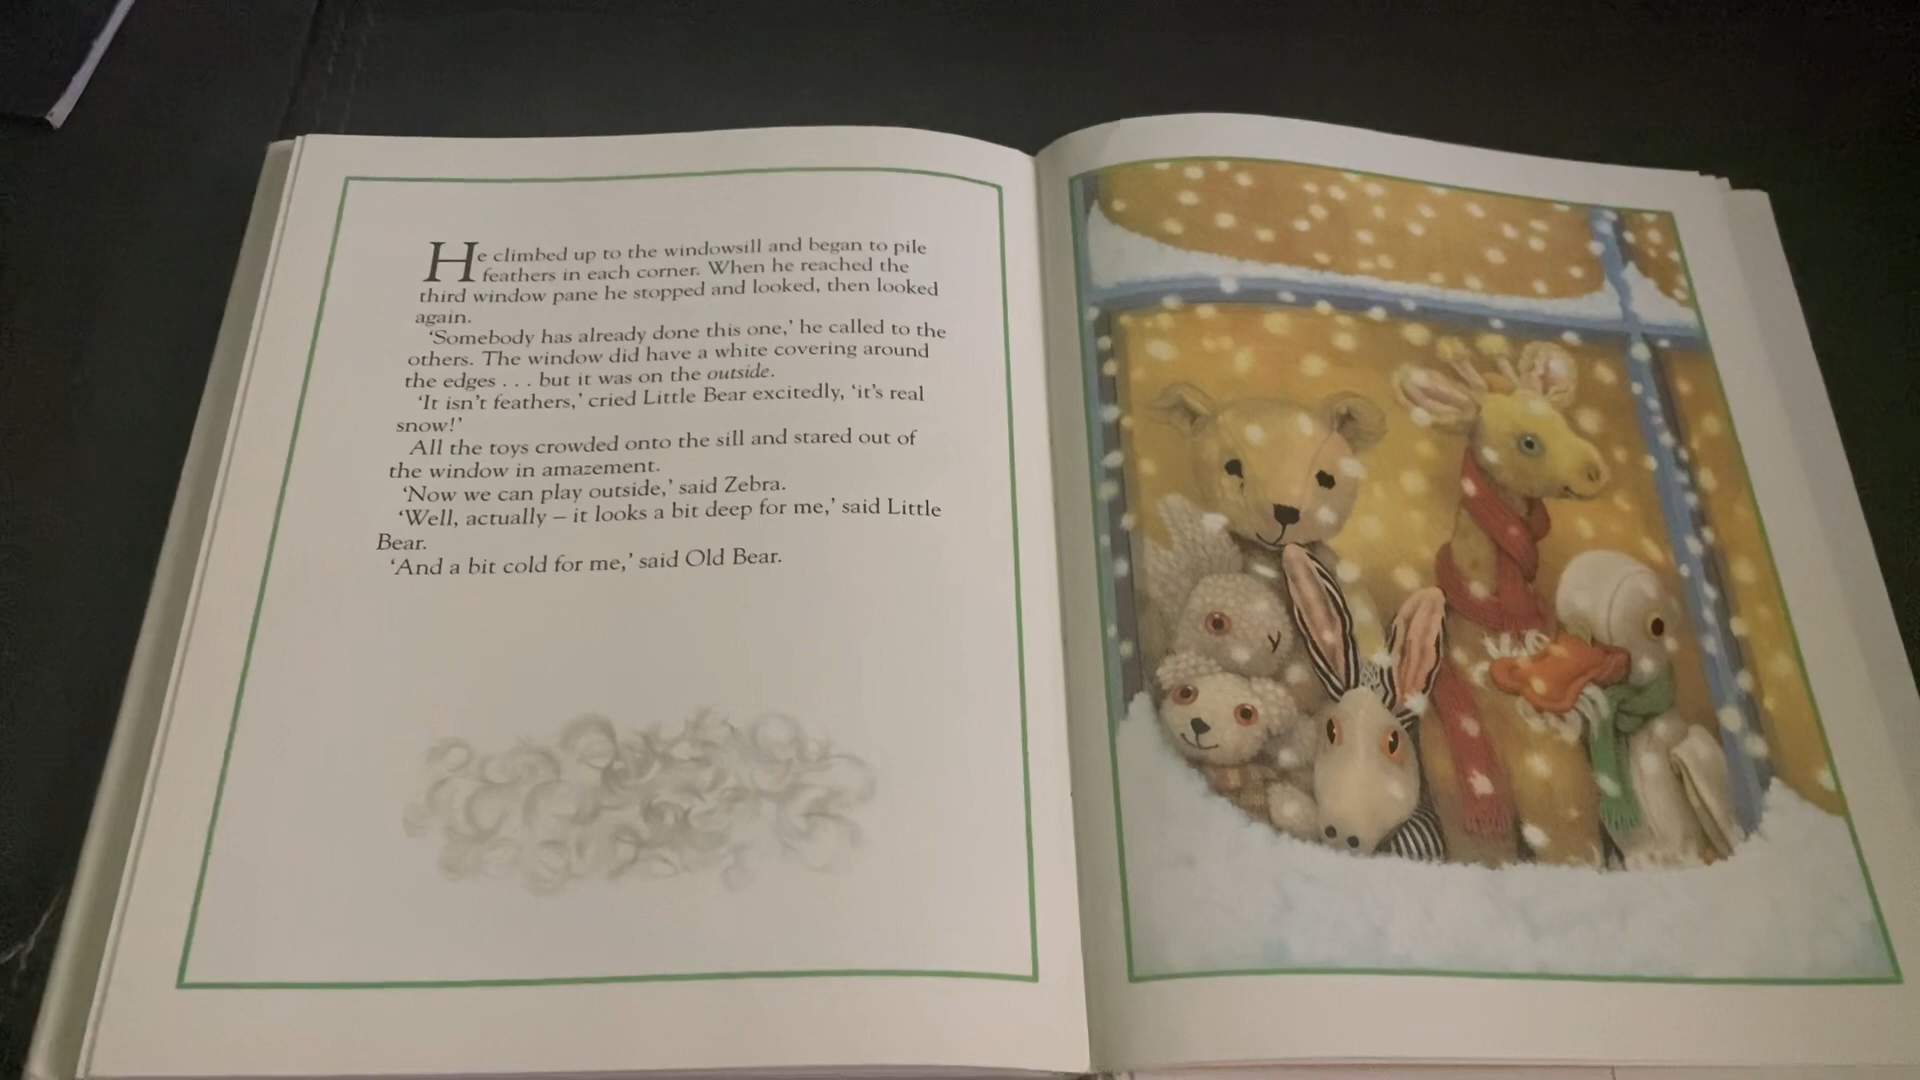 He climbed up to the windowsill and began to pile
feathers in each corner. When he reached the
third window pane he stopped and looked, then looked
again.
‘Somebody has already done this one,’ he called to the
others. The window did have a white covering around
the edges . . . but it was on the outside.
‘It isn’t feathers,’ cried Little Bear excitedly, ‘it’s real
snow!’
All the toys crowded onto the sill and stared out of
the window in amazement.
‘Now we can play outside,’ said Zebra.
‘Well, actually – it looks a bit deep for me,’ said Little
Bear.
‘And a bit cold for me,’ said Old Bear.